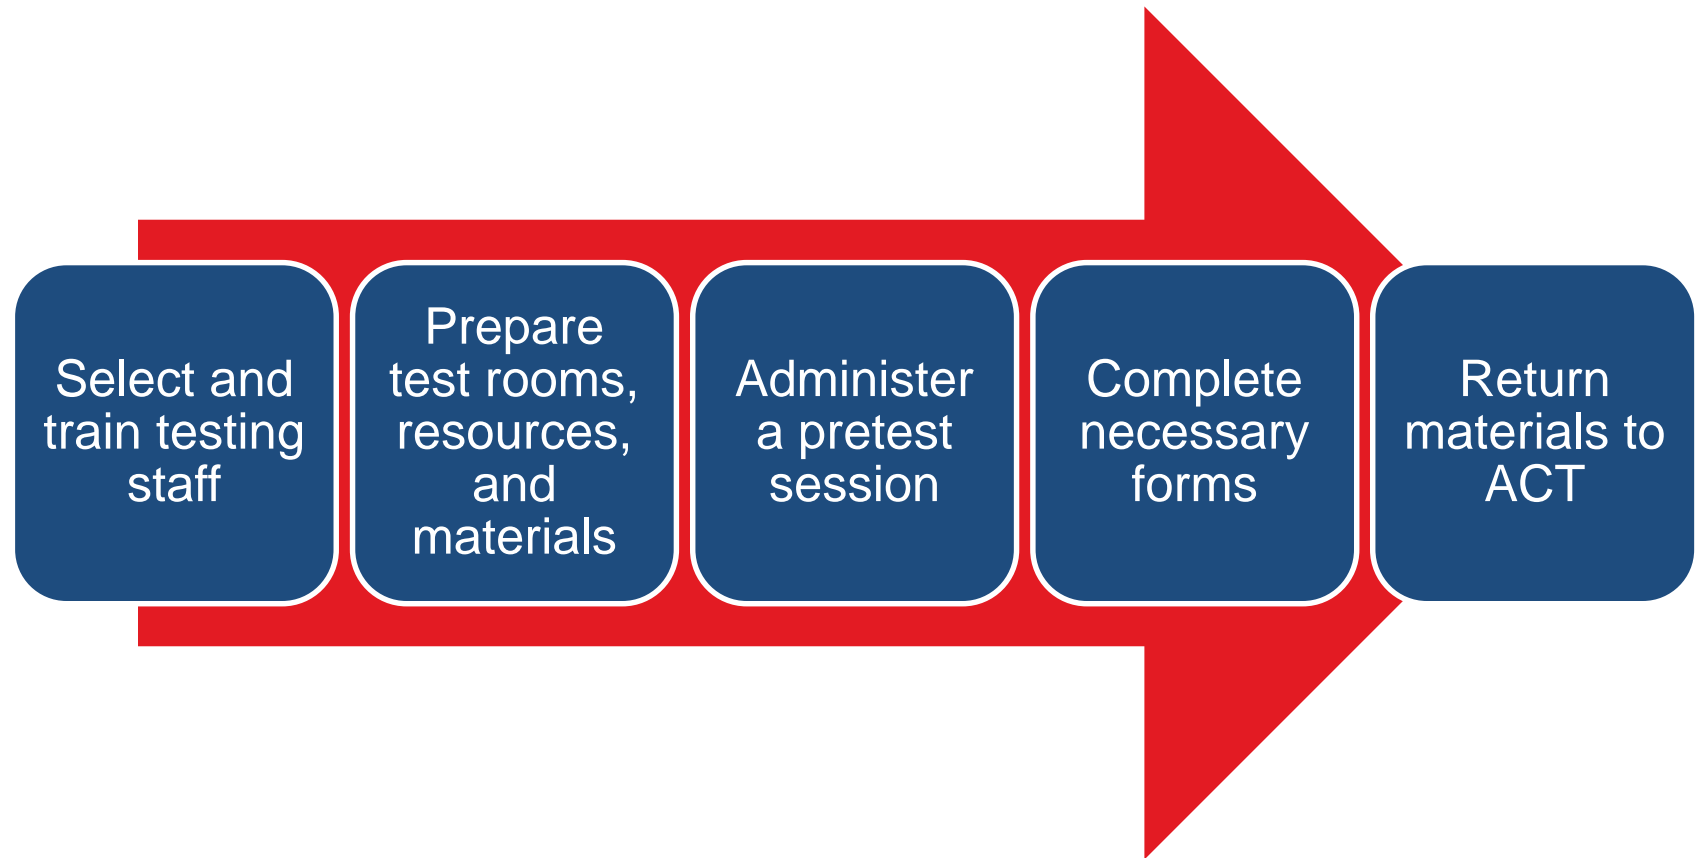 Select and
train testing
staff
Prepare
test rooms,
resources,
and
materials
Administer
a pretest
session
Complete
necessary
forms
Return
materials to
ACT